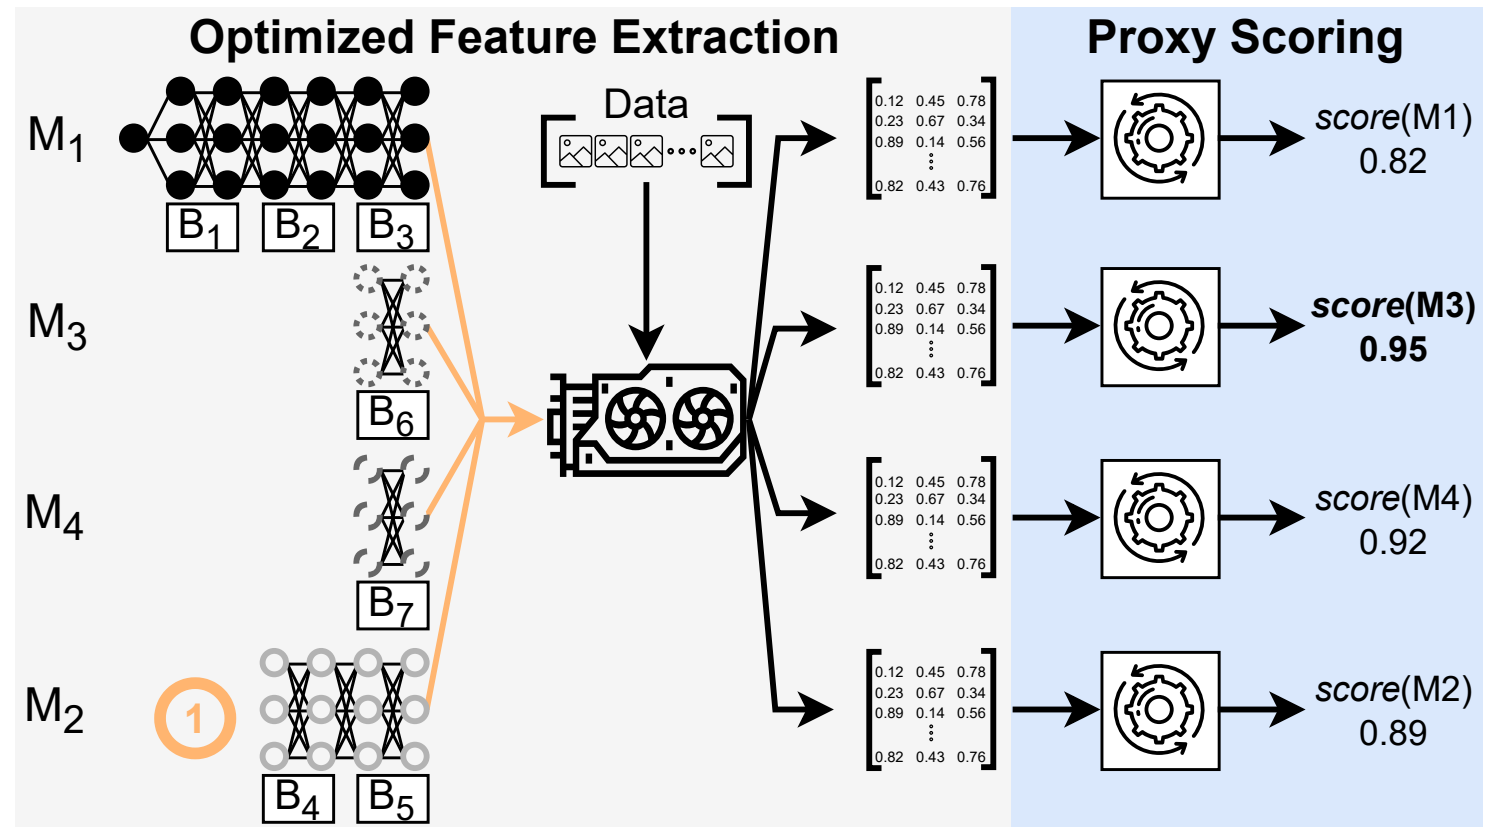 Optimized Feature Extraction
Proxy Scoring
M1
B1 B2 B3
Data
0.12 0.45 0.78
0.23 0.67 0.34
0.89 0.14 0.56
0.82 0.43 0.76
score(M1)
0.82
M3
B6
0.12 0.45 0.78
0.23 0.67 0.34
0.89 0.14 0.56
0.82 0.43 0.76
score(M3)
0.95
M4
B7
0.12 0.45 0.78
0.23 0.67 0.34
0.89 0.14 0.56
0.82 0.43 0.76
score(M4)
0.92
M2
1
B4 B5
0.12 0.45 0.78
0.23 0.67 0.34
0.89 0.14 0.56
0.82 0.43 0.76
score(M2)
0.89